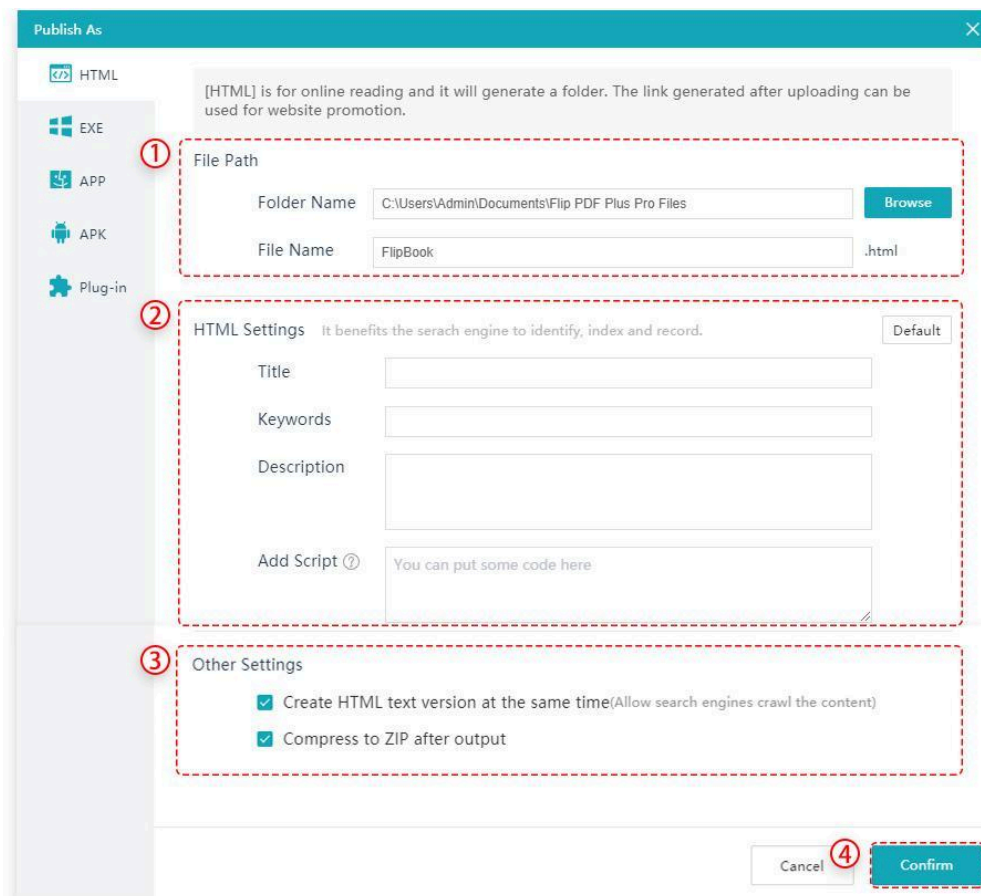 Publish As
HTML
EXE
APP
APK
Plug-in
[HTML] is for online reading and it will generate a folder. The link generated after uploading can be
used for website promotion.
①
File Path
Folder Name C:\Users\Admin\Documents\Flip PDF Plus Pro Files Browse
File Name FlipBook .html
②
HTML Settings It benefits the serach engine to identify, index and record. Default
Title
Keywords
Description
Add Script ? You can put some code here
③
Other Settings
Create HTML text version at the same time(Allow search engines crawl the content)
Compress to ZIP after output
Cancel ④ Confirm